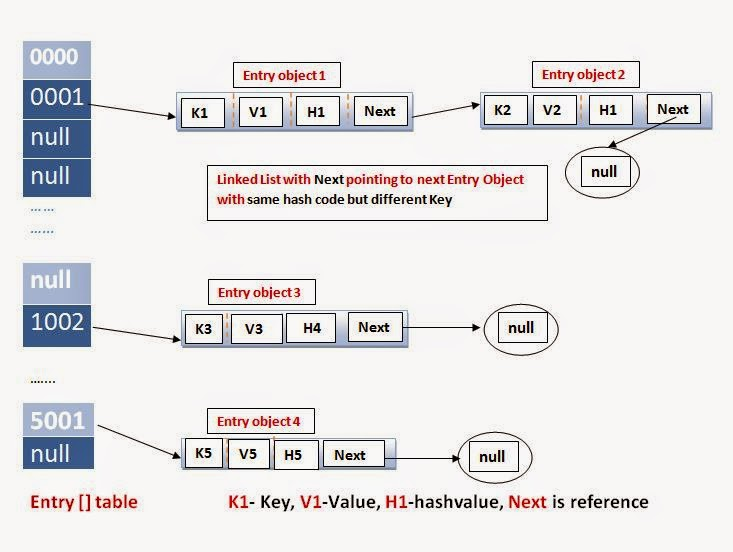 0000
Entry object 1
Entry object 2
0001
K1 V1 H1 Next
K2 V2 H1 Next
null
null
null
Linked List with Next pointing to next Entry Object
with same hash code but different Key
……
……
null
Entry object 3
1002
K3 V3 H4 Next
null
…....
5001
Entry object 4
null
K5 V5 H5 Next
null
Entry [] table
K1- Key, V1-Value, H1-hashvalue, Next is reference